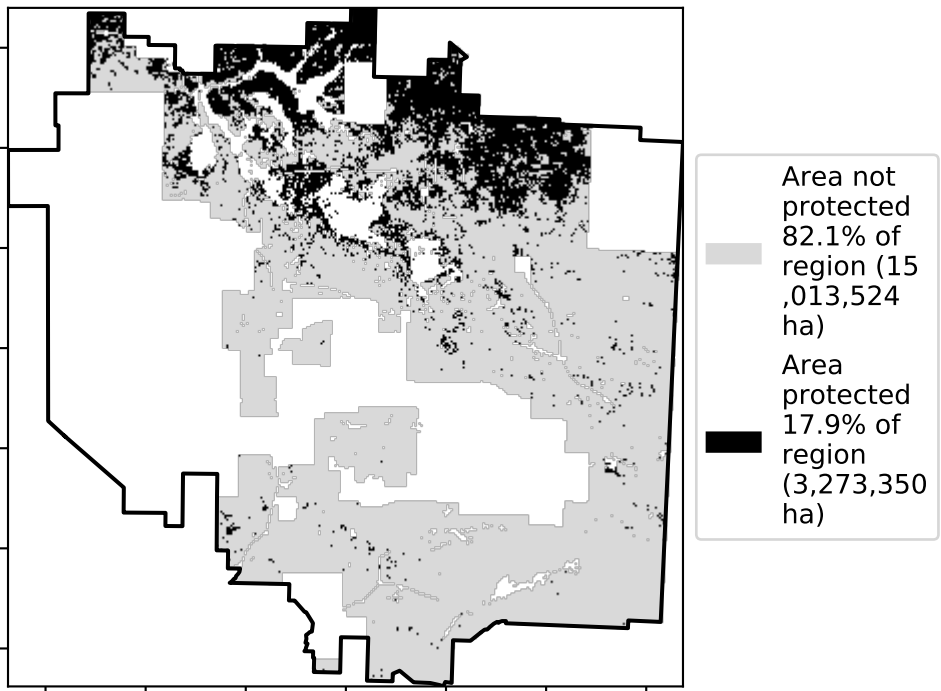 Area not
protected
82.1% of
region (15
,013,524
ha)
Area
protected
17.9% of
region
(3,273,350
ha)